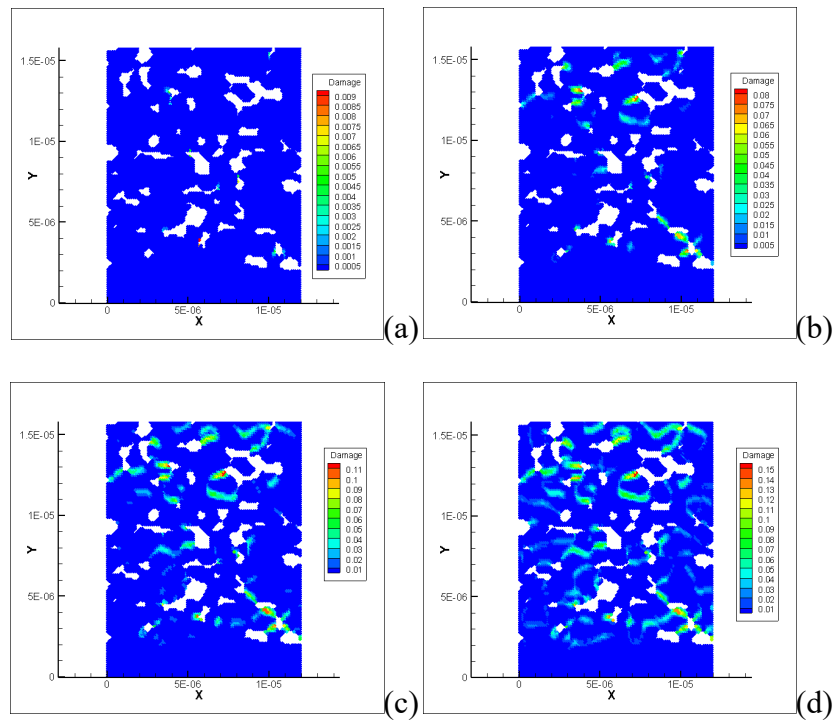 Damage
0.009
0.0085
0.008
0.0075
0.007
0.0065
0.006
0.0055
0.005
0.0045
0.004
0.0035
0.003
0.0025
0.002
0.0015
0.001
0.0005
1.5E-05
1E-05
5E-06
0
Y
0 5E-06 1E-05
X
(a)
Damage
0.08
0.075
0.07
0.065
0.06
0.055
0.05
0.045
0.04
0.035
0.03
0.025
0.02
0.015
0.01
0.005
1.5E-05
1E-05
5E-06
0
Y
0 5E-06 1E-05
X
(b)
Damage
0.11
0.1
0.09
0.08
0.07
0.06
0.05
0.04
0.03
0.02
0.01
1.5E-05
1E-05
5E-06
0
Y
0 5E-06 1E-05
X
(c)
Damage
0.15
0.14
0.13
0.12
0.11
0.1
0.09
0.08
0.07
0.06
0.05
0.04
0.03
0.02
0.01
1.5E-05
1E-05
5E-06
0
Y
0 5E-06 1E-05
X
(d)